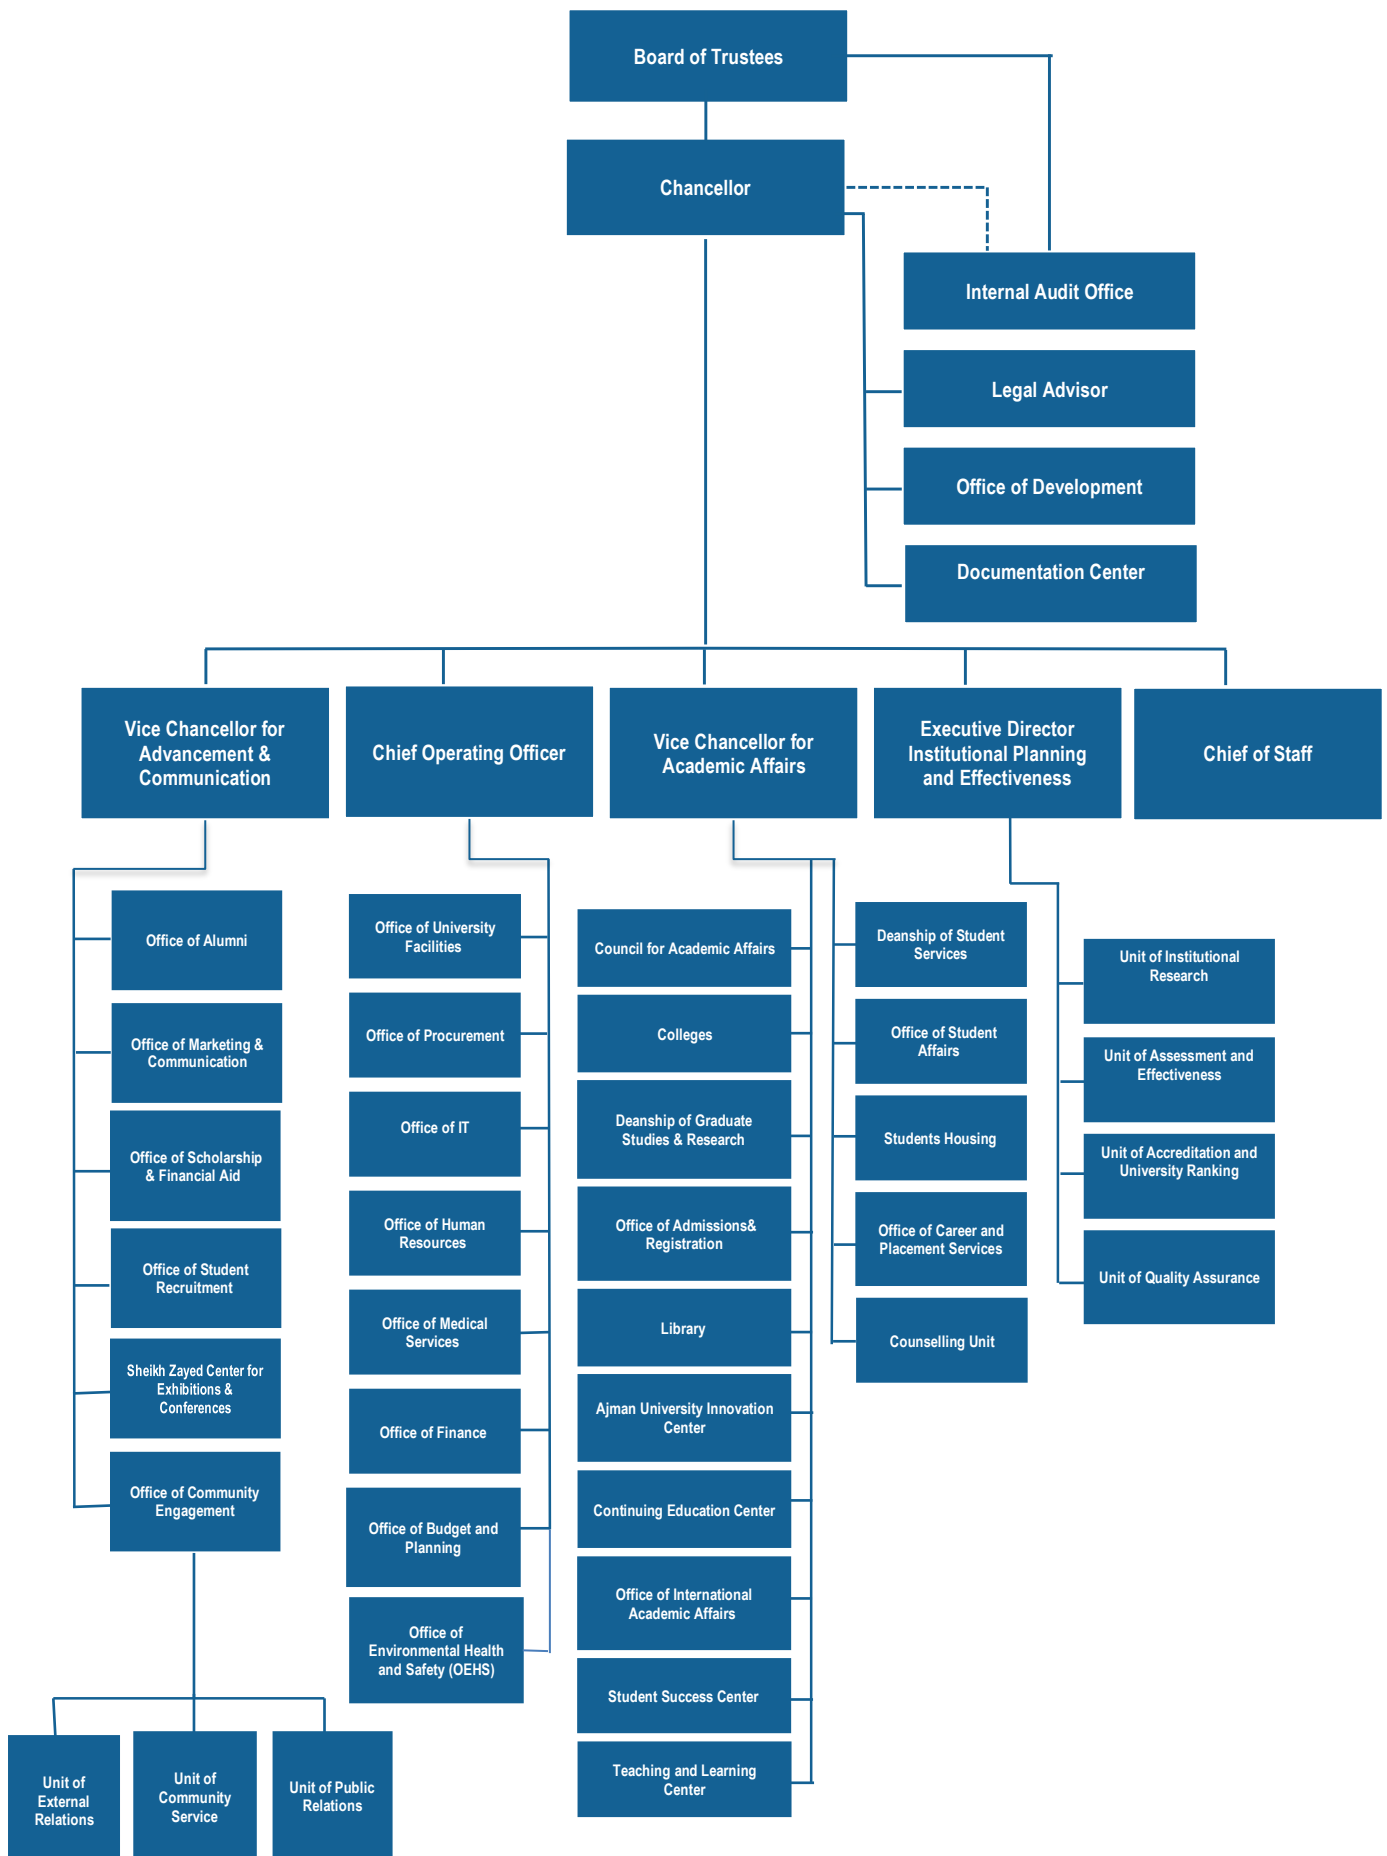 Board of Trustees
Chancellor
Internal Audit Office
Legal Advisor
Office of Development
Documentation Center
Vice Chancellor for
Advancement &
Communication
Chief Operating Officer
Vice Chancellor for
Academic Affairs
Executive Director
Institutional Planning
and Effectiveness
Chief of Staff
Office of Alumni
Office of Marketing &
Communication
Office of Scholarship
& Financial Aid
Office of Student
Recruitment
Sheikh Zayed Center for
Exhibitions &
Conferences
Office of Community
Engagement
Unit of
External
Relations
Unit of
Community
Service
Unit of Public
Relations
Office of University
Facilities
Office of Procurement
Office of IT
Office of Human
Resources
Office of Medical
Services
Office of Finance
Office of Budget and
Planning
Office of
Environmental Health
and Safety (OEHS)
Council for Academic Affairs
Colleges
Deanship of Graduate
Studies & Research
Office of Admissions&
Registration
Library
Ajman University Innovation
Center
Continuing Education Center
Office of International
Academic Affairs
Student Success Center
Teaching and Learning
Center
Deanship of Student
Services
Office of Student
Affairs
Students Housing
Office of Career and
Placement Services
Counselling Unit
Unit of Institutional
Research
Unit of Assessment and
Effectiveness
Unit of Accreditation and
University Ranking
Unit of Quality Assurance